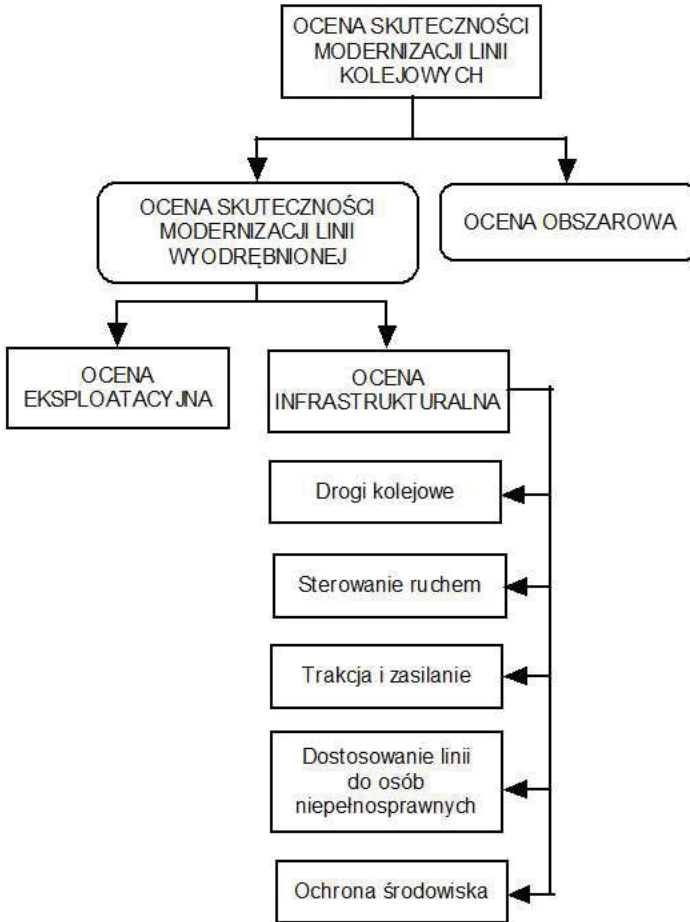 OCENA SKUTECZNOŚCI
MODERNIZACJI LINII
KOLEJOWYCH
OCENA SKUTECZNOŚCI
MODERNIZACJI LINII
WYODRĘBNIONEJ
OCENA OBSZAROWA
OCENA
EKSPLOATACYJNA
OCENA
INFRASTRUKTURALNA
Drogi kolejowe
Sterowanie ruchem
Trakcja i zasilanie
Dostosowanie linii
do osób
niepełnosprawnych
Ochrona środowiska